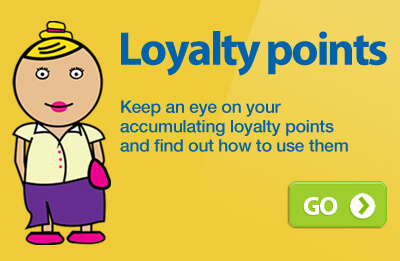 Loyalty points
Keep an eye on your
accumulating loyalty points
and find out how to use them
GO